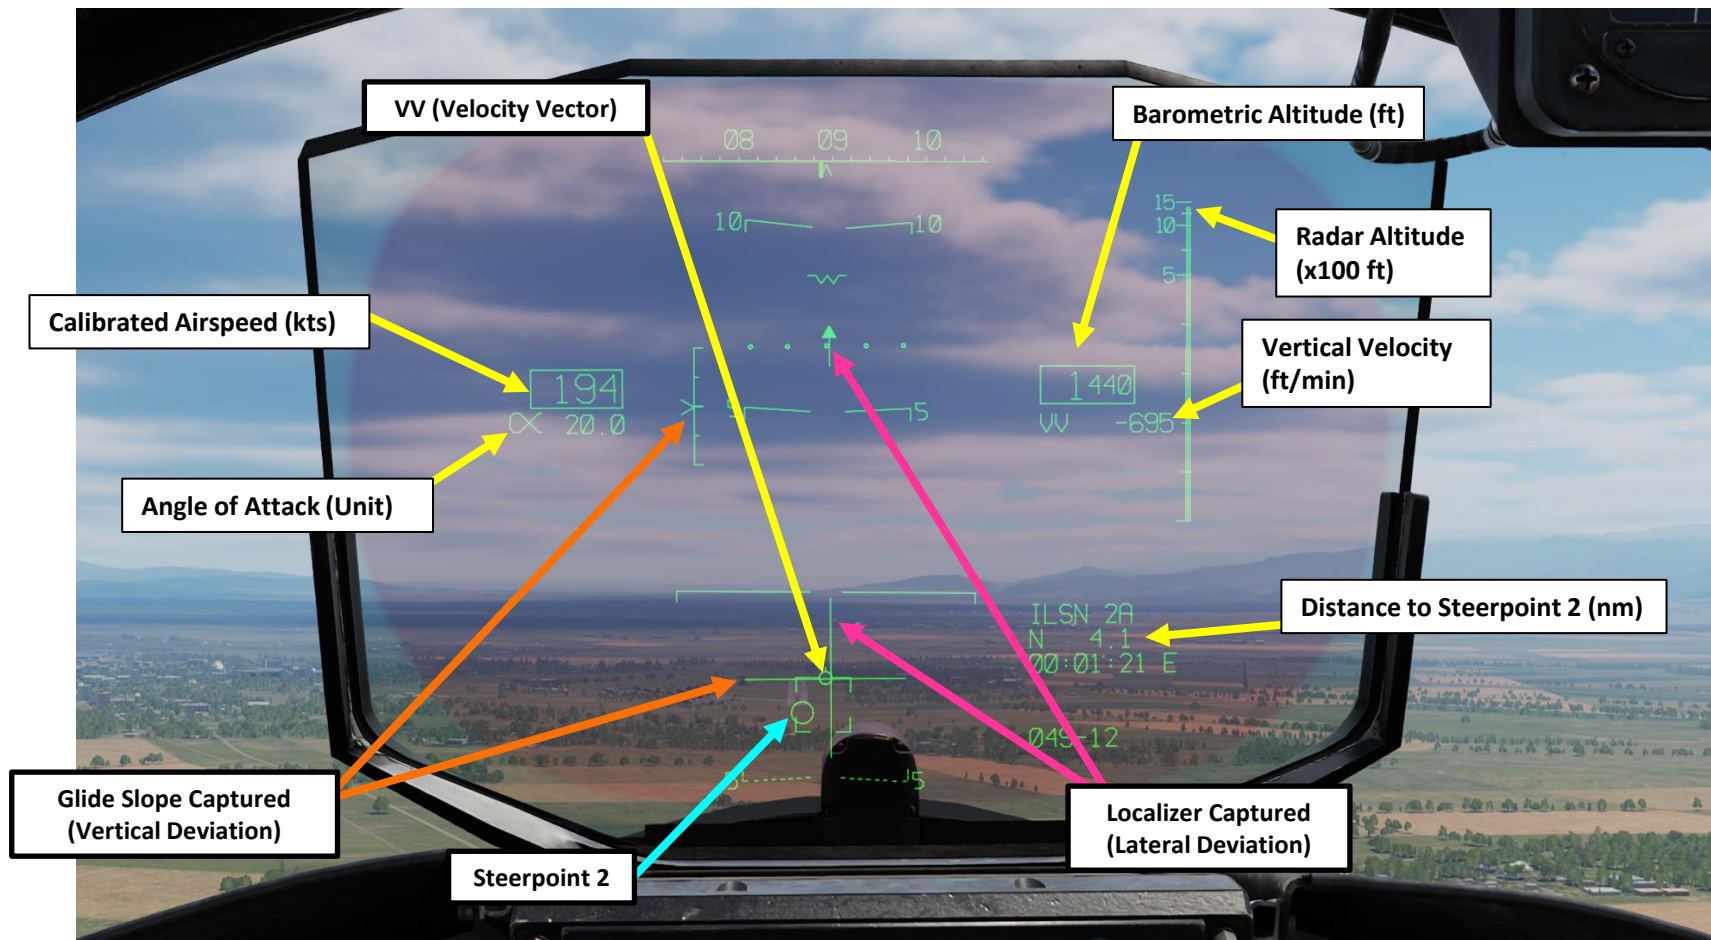 VV (Velocity Vector)
Barometric Altitude (ft)
08 09 10
15
10
5
10 10
Radar Altitude
(x100 ft)
Calibrated Airspeed (kts)
Vertical Velocity
(ft/min)
194
1440
5 5
α 20.0
VV -695
Angle of Attack (Unit)
Distance to Steerpoint 2 (nm)
ILSN 2A
N 4.1
00:01:21 E
04S-12
5 5
Glide Slope Captured
(Vertical Deviation)
Localizer Captured
(Lateral Deviation)
Steerpoint 2